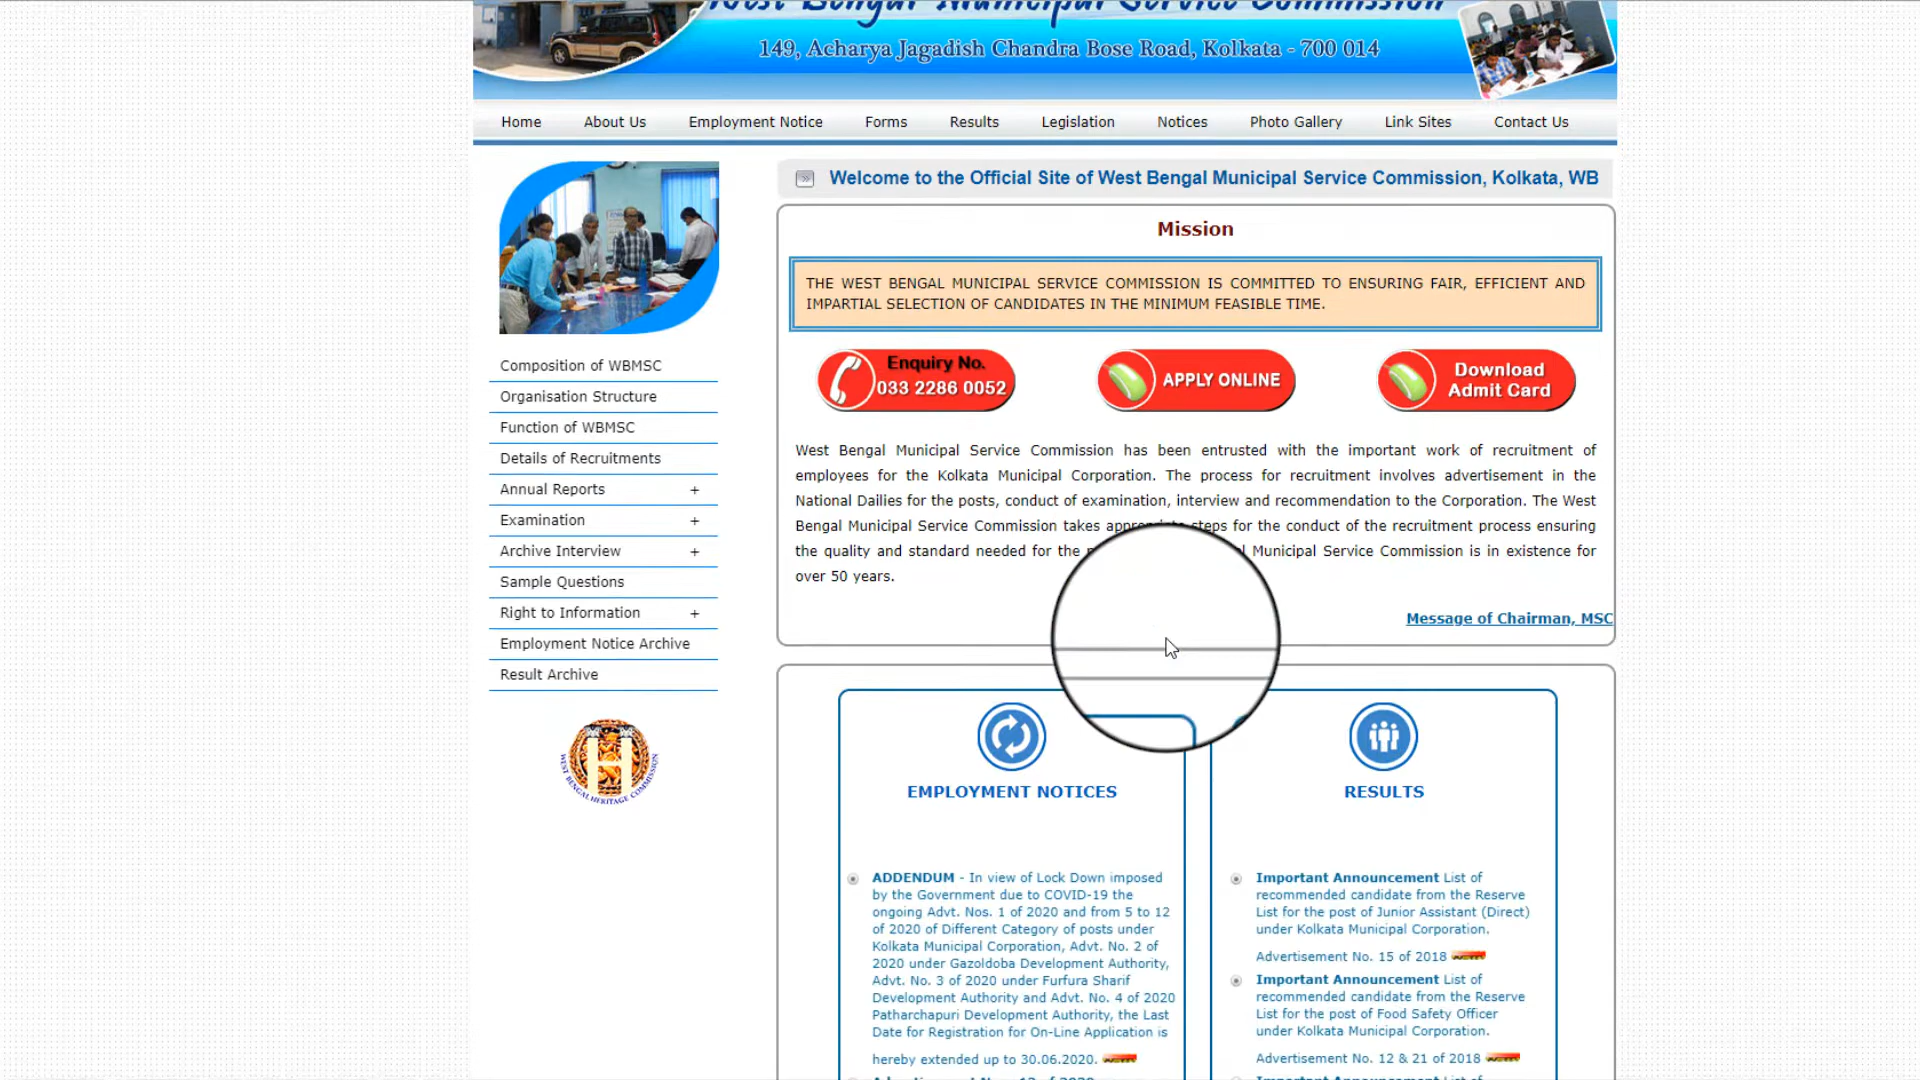 West Bengal Municipal Service Commission
149, Acharya Jagadish Chandra Bose Road, Kolkata - 700 014
Home About Us Employment Notice Forms Results Legislation Notices Photo Gallery Link Sites Contact Us
Welcome to the Official Site of West Bengal Municipal Service Commission, Kolkata, WB
Mission
THE WEST BENGAL MUNICIPAL SERVICE COMMISSION IS COMMITTED TO ENSURING FAIR, EFFICIENT AND
IMPARTIAL SELECTION OF CANDIDATES IN THE MINIMUM FEASIBLE TIME.
Enquiry No.
033 2286 0052
APPLY ONLINE
Download
Admit Card
West Bengal Municipal Service Commission has been entrusted with the important work of recruitment of
employees for the Kolkata Municipal Corporation. The process for recruitment involves advertisement in the
National Dailies for the posts, conduct of examination, interview and recommendation to the Corporation. The West
Bengal Municipal Service Commission takes appropriate steps for the conduct of the recruitment process ensuring
the quality and standard needed for the Municipal Service Commission is in existence for
over 50 years.
Message of Chairman, MSC
Composition of WBMSC
Organisation Structure
Function of WBMSC
Details of Recruitments
Annual Reports +
Examination +
Archive Interview +
Sample Questions
Right to Information +
Employment Notice Archive
Result Archive
WEST BENGAL HERITAGE COMMISSION
H
EMPLOYMENT NOTICES
ADDENDUM - In view of Lock Down imposed
by the Government due to COVID-19 the
ongoing Advt. Nos. 1 of 2020 and from 5 to 12
of 2020 of Different Category of posts under
Kolkata Municipal Corporation, Advt. No. 2 of
2020 under Gazoldoba Development Authority,
Advt. No. 3 of 2020 under Furfura Sharif
Development Authority and Advt. No. 4 of 2020
Patharchapuri Development Authority, the Last
Date for Registration for On-Line Application is
hereby extended up to 30.06.2020.
RESULTS
Important Announcement List of
recommended candidate from the Reserve
List for the post of Junior Assistant (Direct)
under Kolkata Municipal Corporation.
Advertisement No. 15 of 2018
Important Announcement List of
recommended candidate from the Reserve
List for the post of Food Safety Officer
under Kolkata Municipal Corporation.
Advertisement No. 12 & 21 of 2018
Important Announcement List of